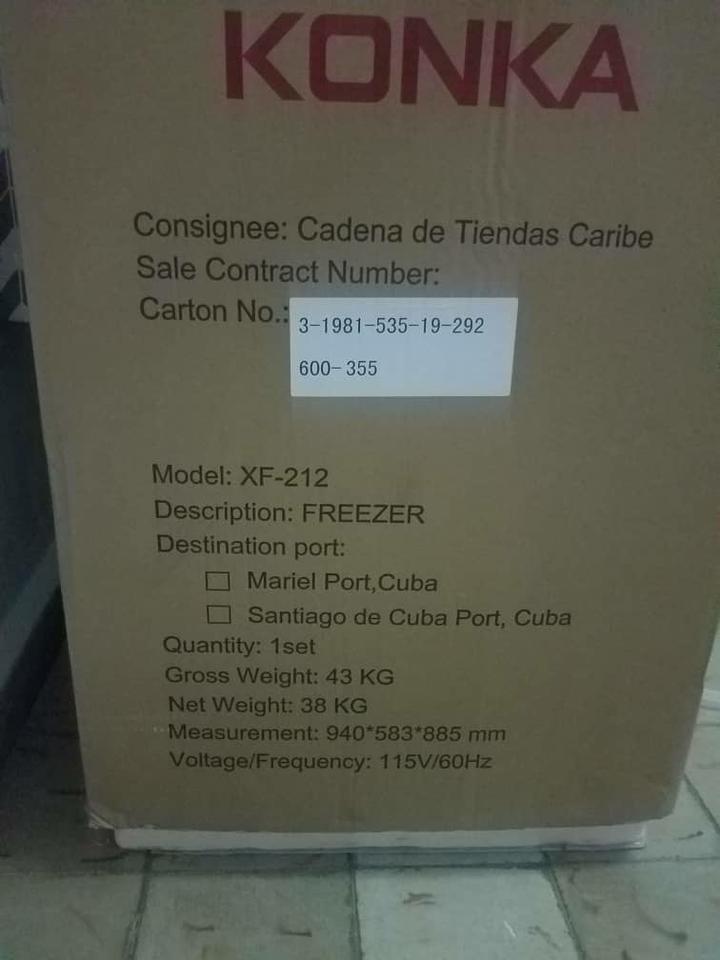 KONKA
Consignee: Cadena de Tiendas Caribe
Sale Contract Number:
Carton No.: 3-1981-535-19-292
600-355
Model: XF-212
Description: FREEZER
Destination port:
Mariel Port,Cuba
Santiago de Cuba Port, Cuba
Quantity: 1set
Gross Weight: 43 KG
Net Weight: 38 KG
Measurement: 940*583*885 mm
Voltage/Frequency: 115V/60Hz